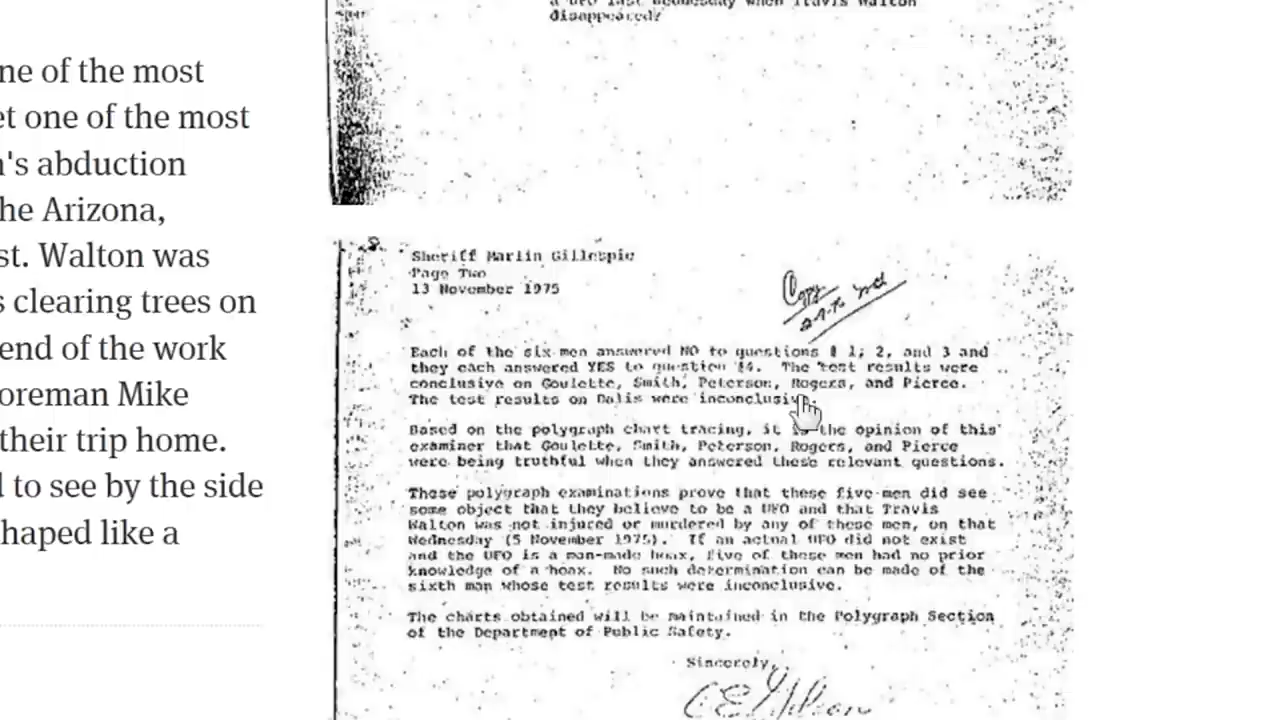 a UFO last Wednesday when Travis Walton
disappeared?
ne of the most
et one of the most
n's abduction
he Arizona,
st. Walton was
s clearing trees on
end of the work
oreman Mike
their trip home.
l to see by the side
haped like a
Sheriff Marlin Gillespie
Page Two
13 November 1975
Copy
Each of the six men answered NO to questions # 1, 2, and 3 and
they each answered YES to question #4. The test results were
conclusive on Goulette, Smith, Peterson, Rogers, and Pierce.
The test results on Dalis were inconclusive.
Based on the polygraph chart tracing, it is the opinion of this
examiner that Goulette, Smith, Peterson, Rogers, and Pierce
were being truthful when they answered these relevant questions.
These polygraph examinations prove that these five men did see
some object that they believe to be a UFO and that Travis
Walton was not injured or murdered by any of these men, on that
Wednesday (5 November 1975). If an actual UFO did not exist
and the UFO is a man-made hoax, five of these men had no prior
knowledge of a hoax. No such determination can be made of the
sixth man whose test results were inconclusive.
The charts obtained will be maintained in the Polygraph Section
of the Department of Public Safety.
Sincerely,